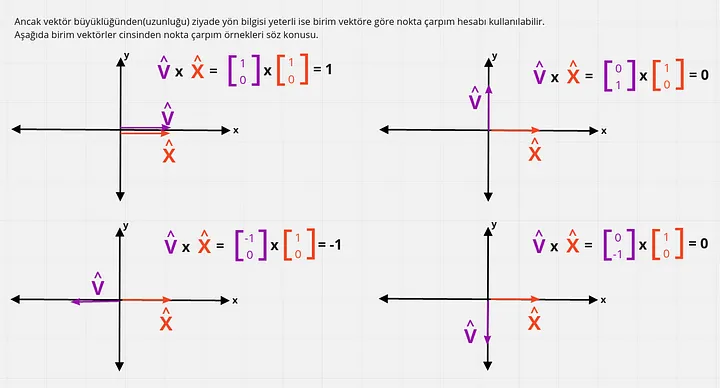 Ancak vektör büyüklüğünden(uzunluğu) ziyade yön bilgisi yeterli ise birim vektöre göre nokta çarpım hesabı kullanılabilir.
Aşağıda birim vektörler cinsinden nokta çarpım örnekleri söz konusu.
V̂ x X̂ = [1 0] x [1 0] = 1
y
x
V̂
X̂
V̂ x X̂ = [0 1] x [1 0] = 0
y
x
V̂
X̂
V̂ x X̂ = [-1 0] x [1 0] = -1
y
x
V̂
X̂
V̂ x X̂ = [0 -1] x [1 0] = 0
y
x
V̂
X̂